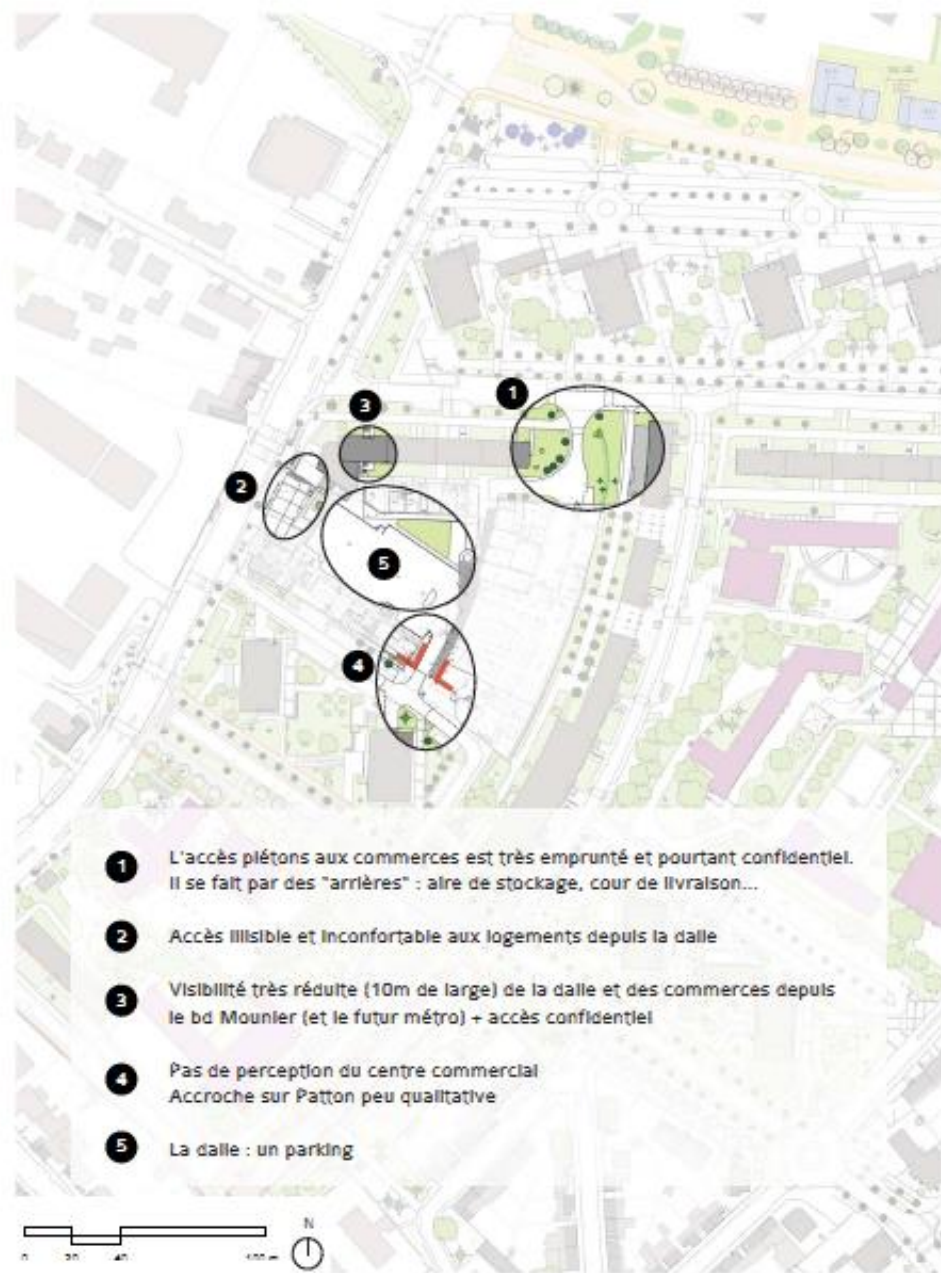 1
3
2
5
4
1 L'accès piétons aux commerces est très emprunté et pourtant confidentiel.
Il se fait par des "arrières" : aire de stockage, cour de livraison...
2 Accès illisible et inconfortable aux logements depuis la dalle
3 Visibilité très réduite (10m de large) de la dalle et des commerces depuis
le bd Mounier (et le futur métro) + accès confidentiel
4 Pas de perception du centre commercial
Accroche sur Patton peu qualitative
5 La dalle : un parking
N
0 20 40 100 m